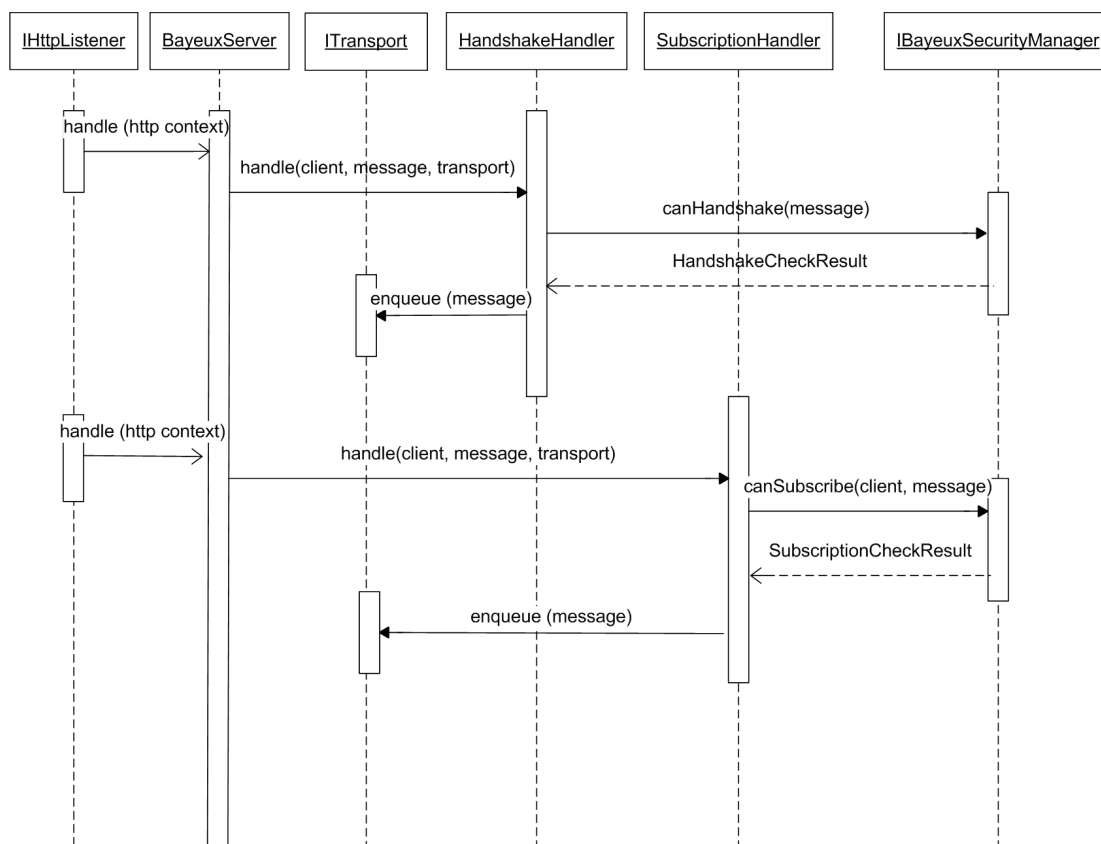 IHttpListener
BayeuxServer
ITransport
HandshakeHandler
SubscriptionHandler
IBayeuxSecurityManager
handle (http context)
handle(client, message, transport)
canHandshake(message)
HandshakeCheckResult
enqueue (message)
handle (http context)
handle(client, message, transport)
canSubscribe(client, message)
SubscriptionCheckResult
enqueue (message)